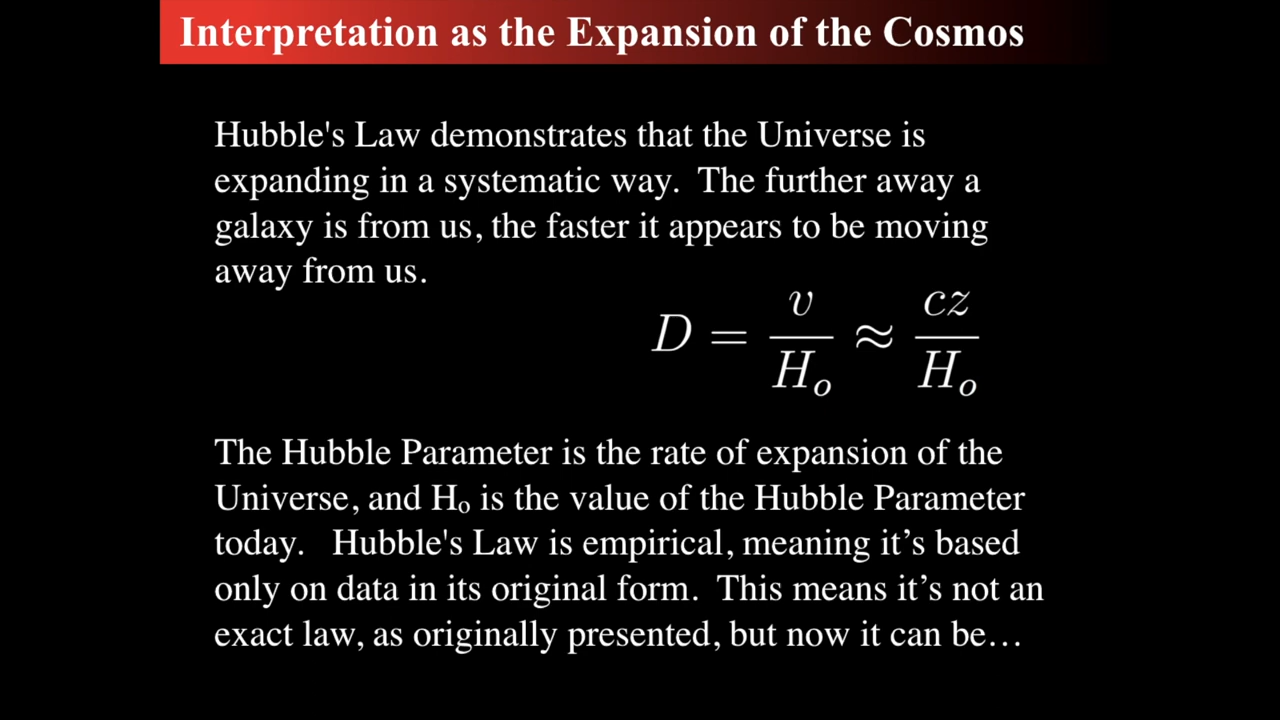 Interpretation as the Expansion of the Cosmos
Hubble's Law demonstrates that the Universe is
expanding in a systematic way.  The further away a
galaxy is from us, the faster it appears to be moving
away from us.
D = v/H₀ ≈ cz/H₀
The Hubble Parameter is the rate of expansion of the
Universe, and H₀ is the value of the Hubble Parameter
today.   Hubble's Law is empirical, meaning it’s based
only on data in its original form.  This means it’s not an
exact law, as originally presented, but now it can be…